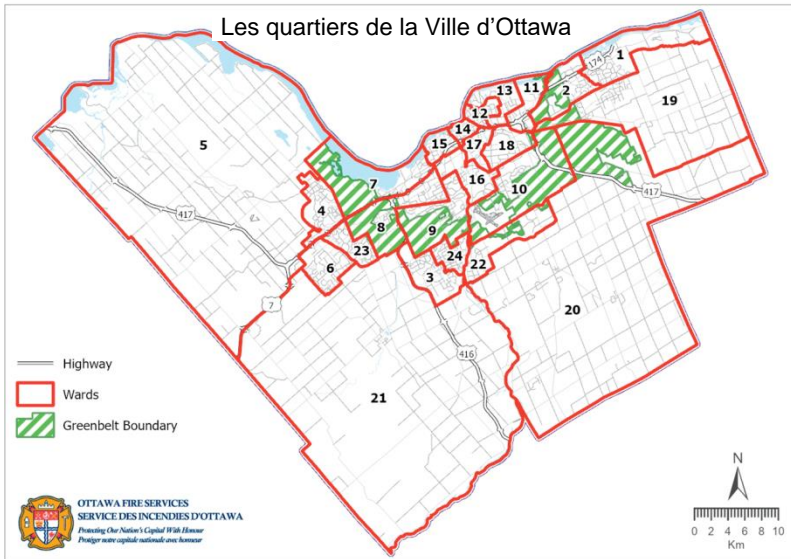 Les quartiers de la Ville d'Ottawa
1
174
13
11
2
12
19
14
5
15
17
18
7
16
10
417
4
417
8
9
23
24
6
22
3
7
20
416
21
Highway
Wards
Greenbelt Boundary
N
OTTAWA FIRE SERVICES
SERVICE DES INCENDIES D'OTTAWA
Protecting Our Nation's Capital With Honour
Protéger notre capitale nationale avec honneur
0 2 4 6 8 10
Km